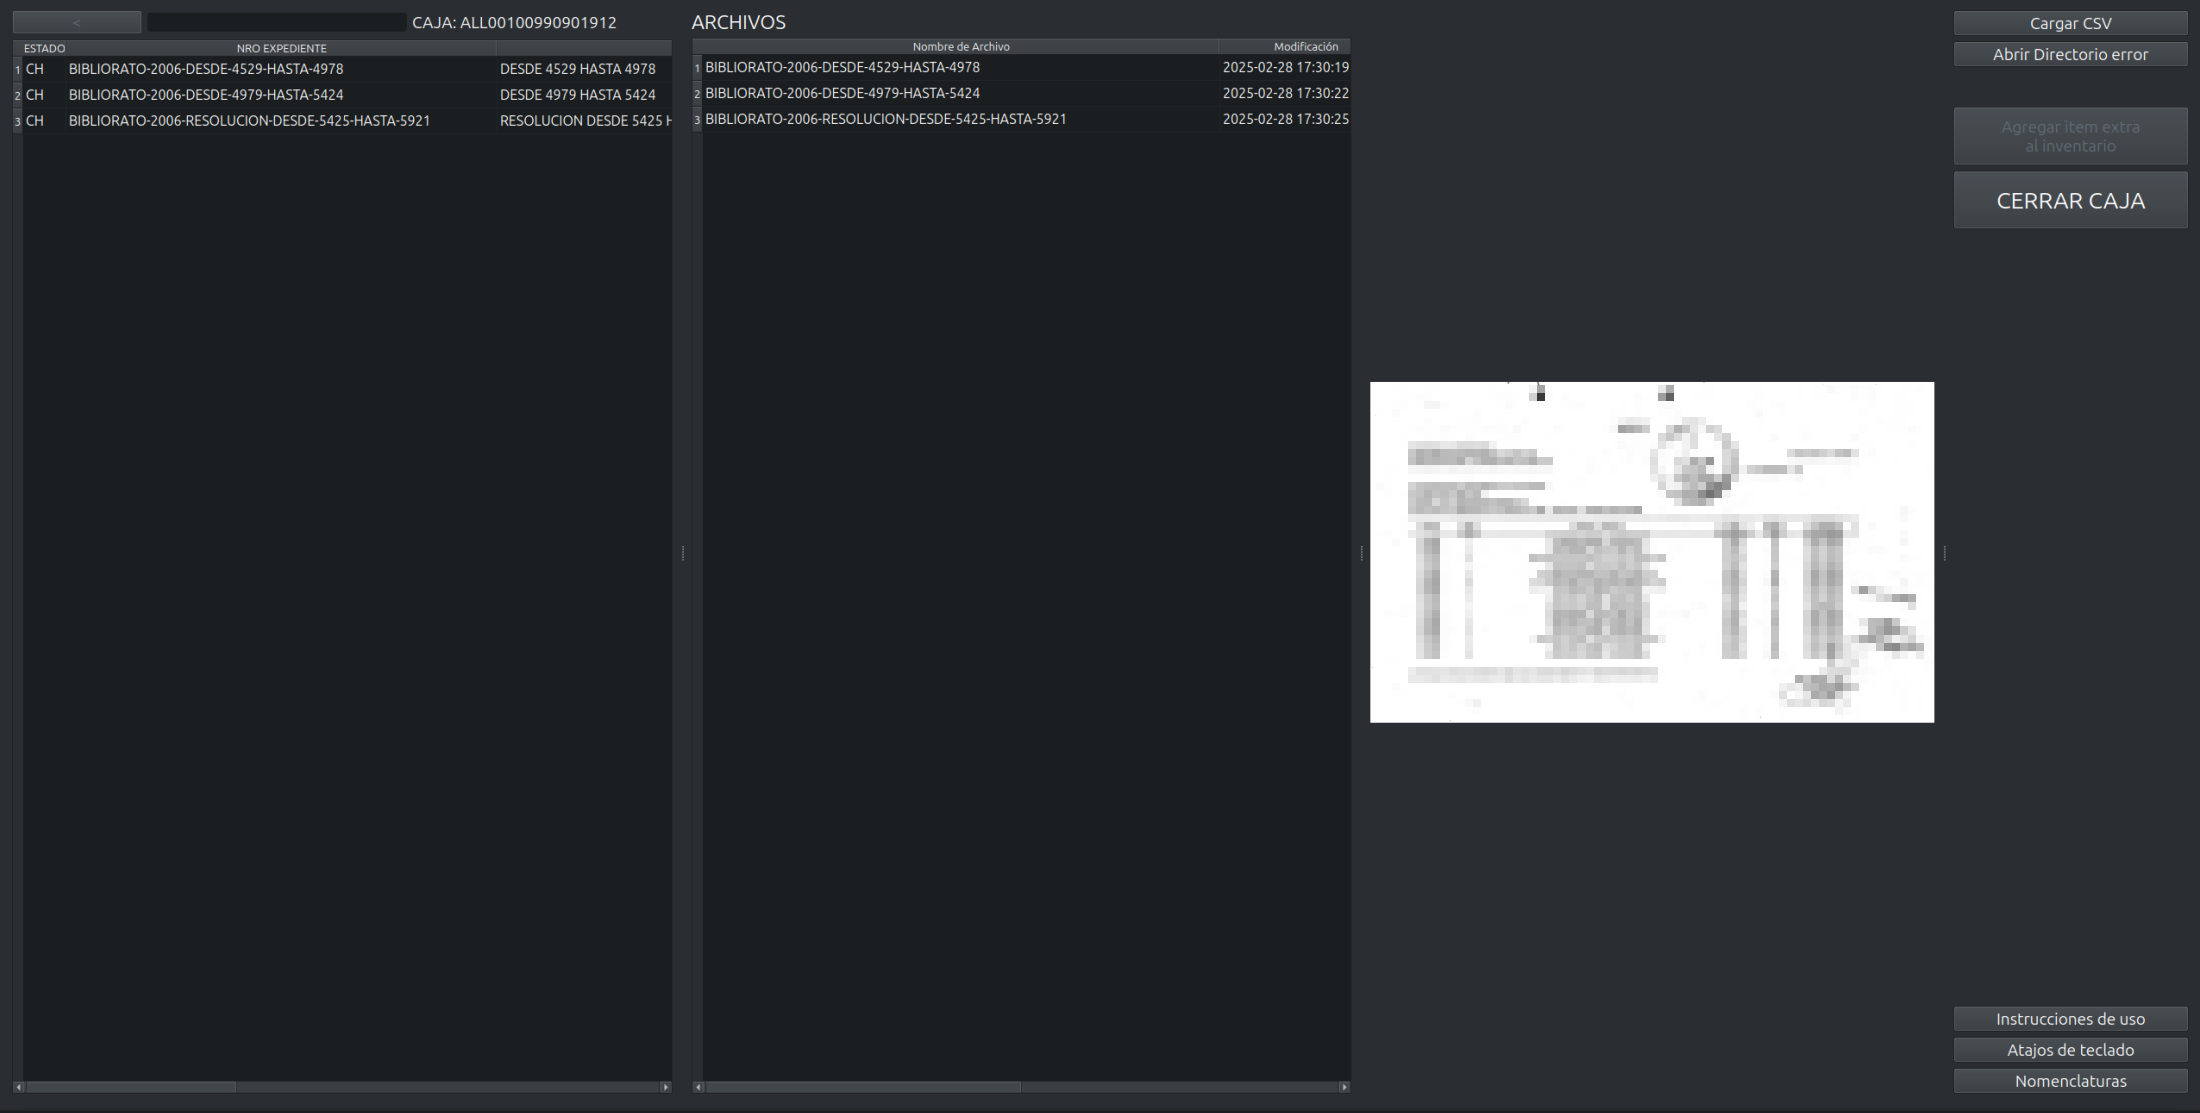 <
CAJA: ALL00100990901912
ESTADO NRO EXPEDIENTE
1 CH BIBLIORATO-2006-DESDE-4529-HASTA-4978 DESDE 4529 HASTA 4978
2 CH BIBLIORATO-2006-DESDE-4979-HASTA-5424 DESDE 4979 HASTA 5424
3 CH BIBLIORATO-2006-RESOLUCION-DESDE-5425-HASTA-5921 RESOLUCION DESDE 5425 H
ARCHIVOS
Nombre de Archivo Modificación
1 BIBLIORATO-2006-DESDE-4529-HASTA-4978 2025-02-28 17:30:19
2 BIBLIORATO-2006-DESDE-4979-HASTA-5424 2025-02-28 17:30:22
3 BIBLIORATO-2006-RESOLUCION-DESDE-5425-HASTA-5921 2025-02-28 17:30:25
Cargar CSV
Abrir Directorio error
Agregar item extra
al inventario
CERRAR CAJA
Instrucciones de uso
Atajos de teclado
Nomenclaturas